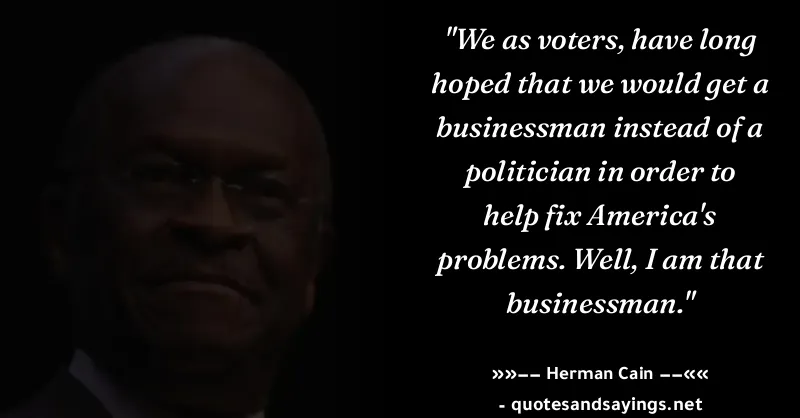 "We as voters, have long
hoped that we would get a
businessman instead of a
politician in order to
help fix America's
problems. Well, I am that
businessman."
»»–– Herman Cain ––««
- quotesandsayings.net